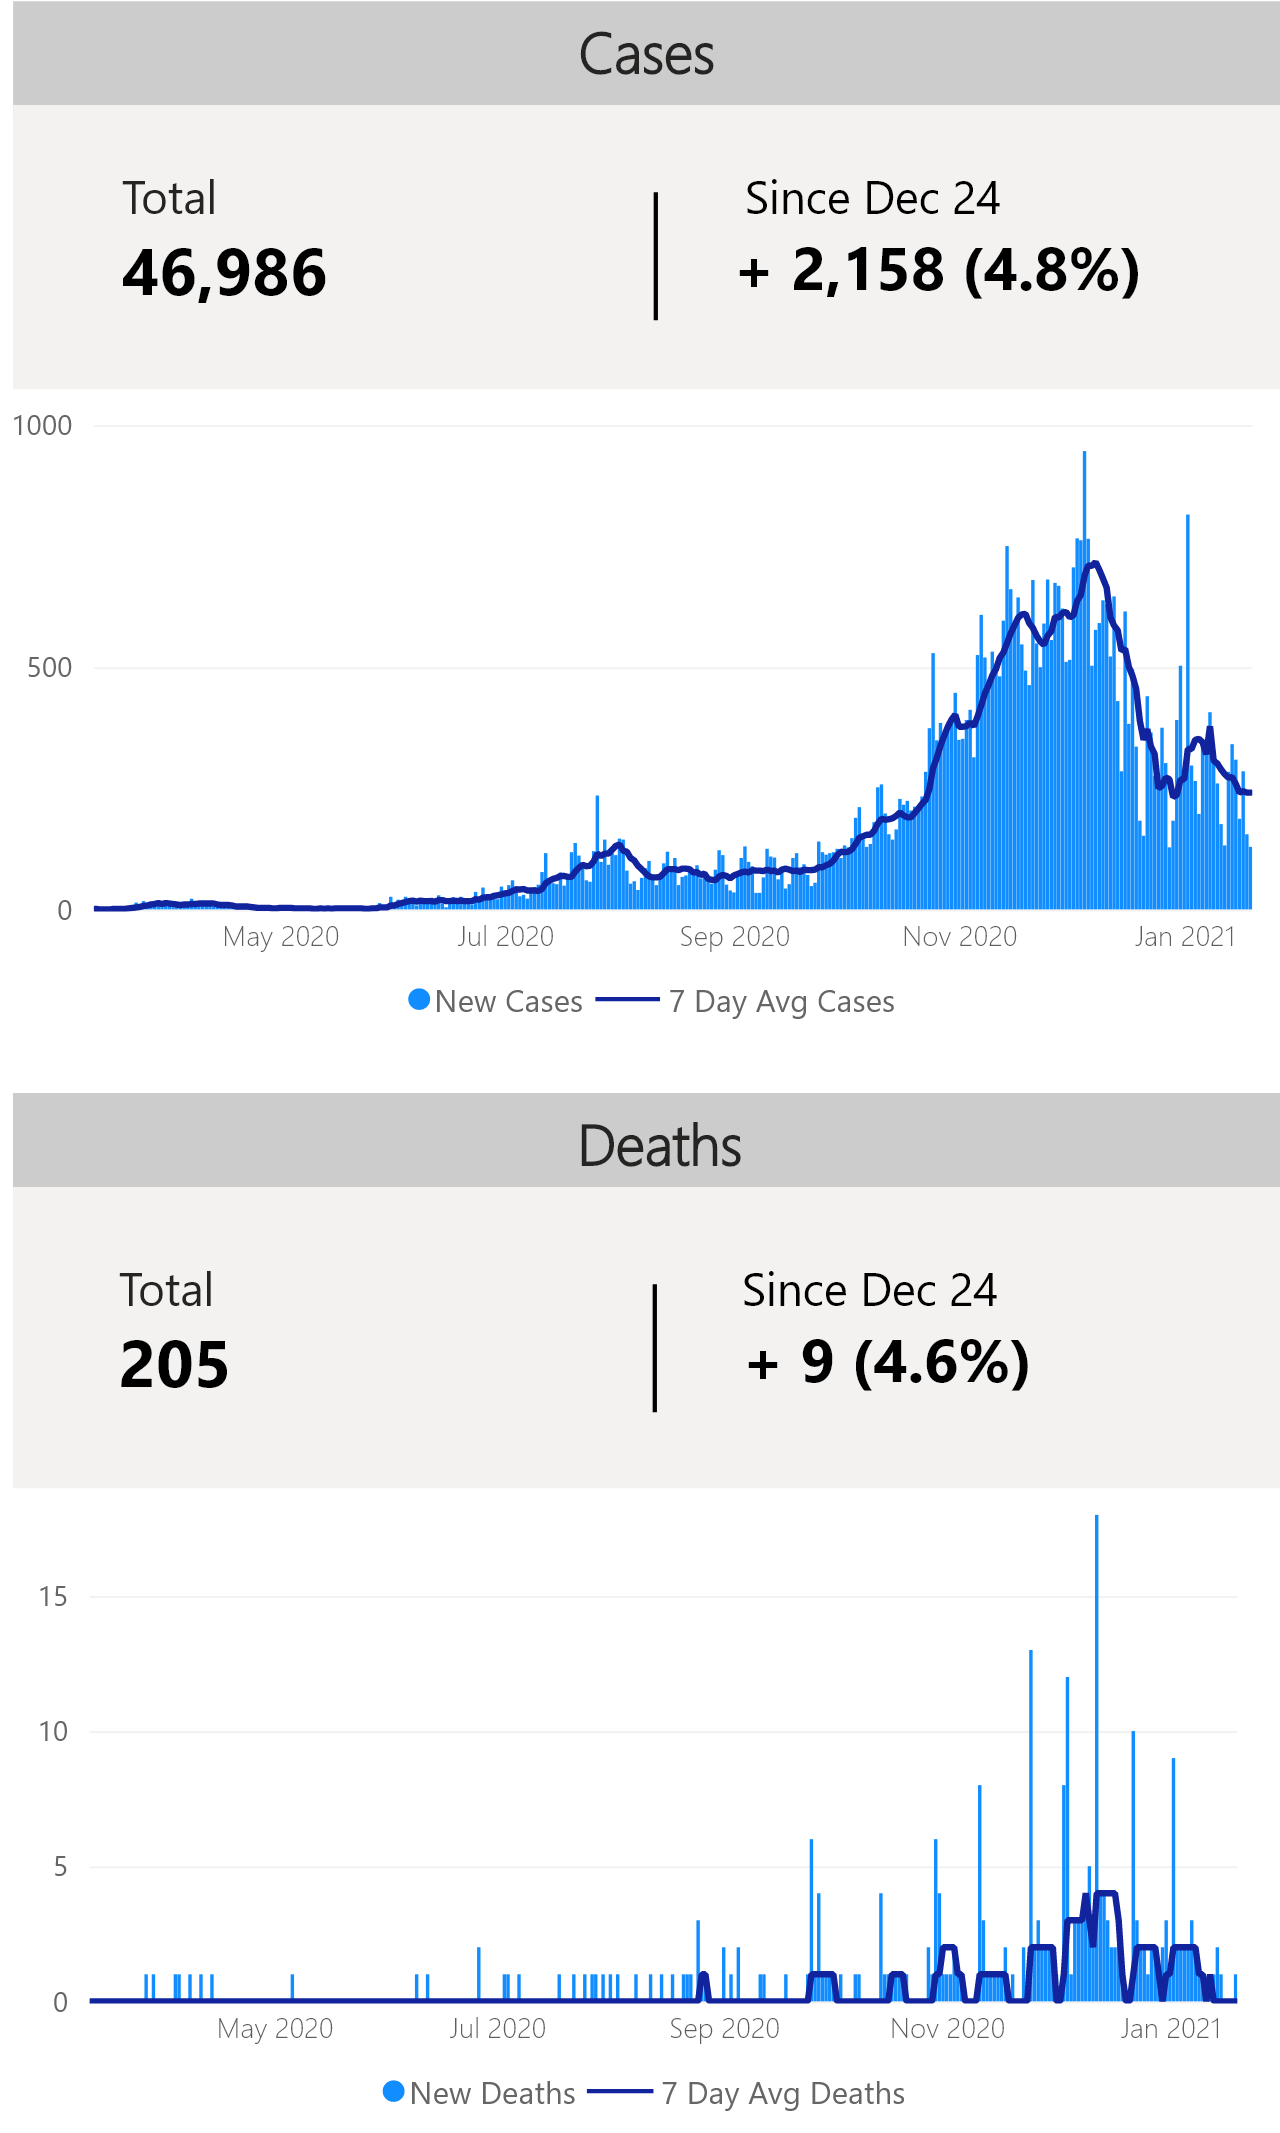 Cases
Total
Since Dec 24
46,986
+ 2,158 (4.8%)
1000
500
0
May 2020
Jul 2020
Sep 2020
Nov 2020
Jan 2021
New Cases
7 Day Avg Cases
Deaths
Total
Since Dec 24
205
+ 9 (4.6%)
15
10
5
0
May 2020
Jul 2020
Sep 2020
Nov 2020
Jan 2021
New Deaths
7 Day Avg Deaths